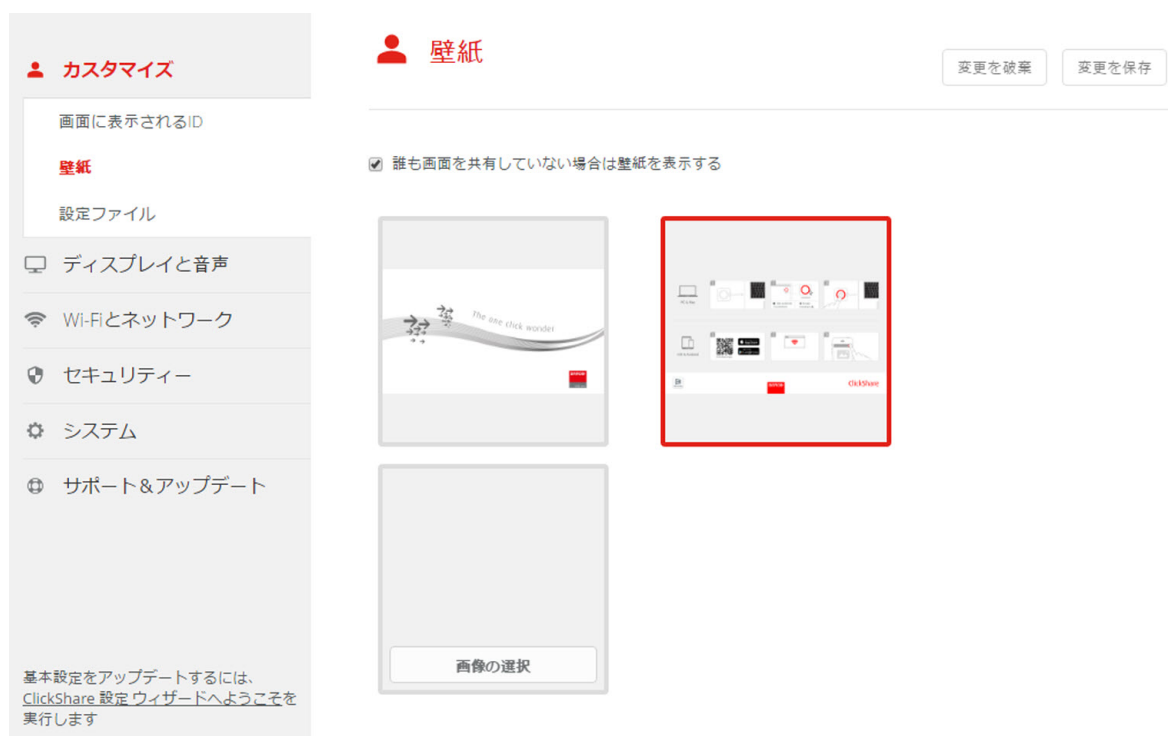 カスタマイズ
画面に表示されるID
壁紙
設定ファイル
ディスプレイと音声
Wi-Fiとネットワーク
セキュリティー
システム
サポート＆アップデート
基本設定をアップデートするには、
ClickShare 設定 ウィザードへようこそを
実行します
壁紙
変更を破棄
変更を保存
誰も画面を共有していない場合は壁紙を表示する
The one click wonder
ClickShare
画像の選択